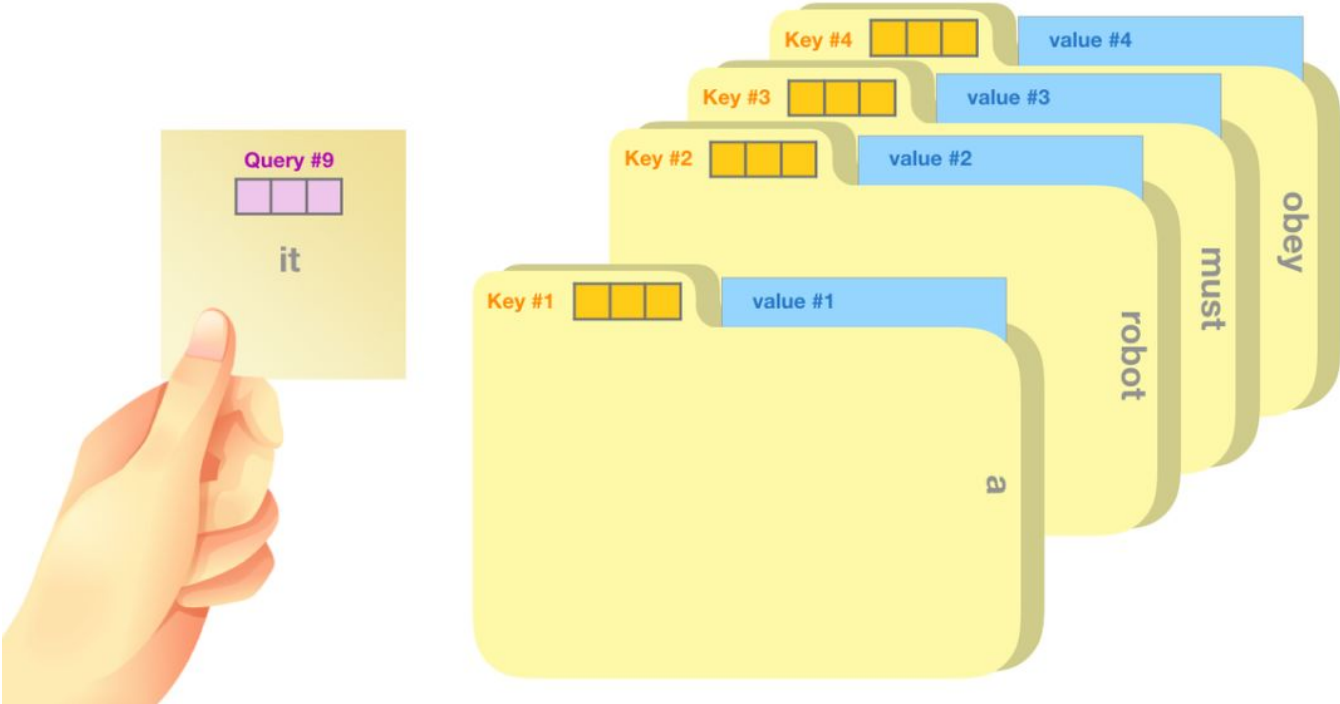 Query #9
it
Key #4 value #4
Key #3 value #3
Key #2 value #2
Key #1 value #1
obey
must
robot
a